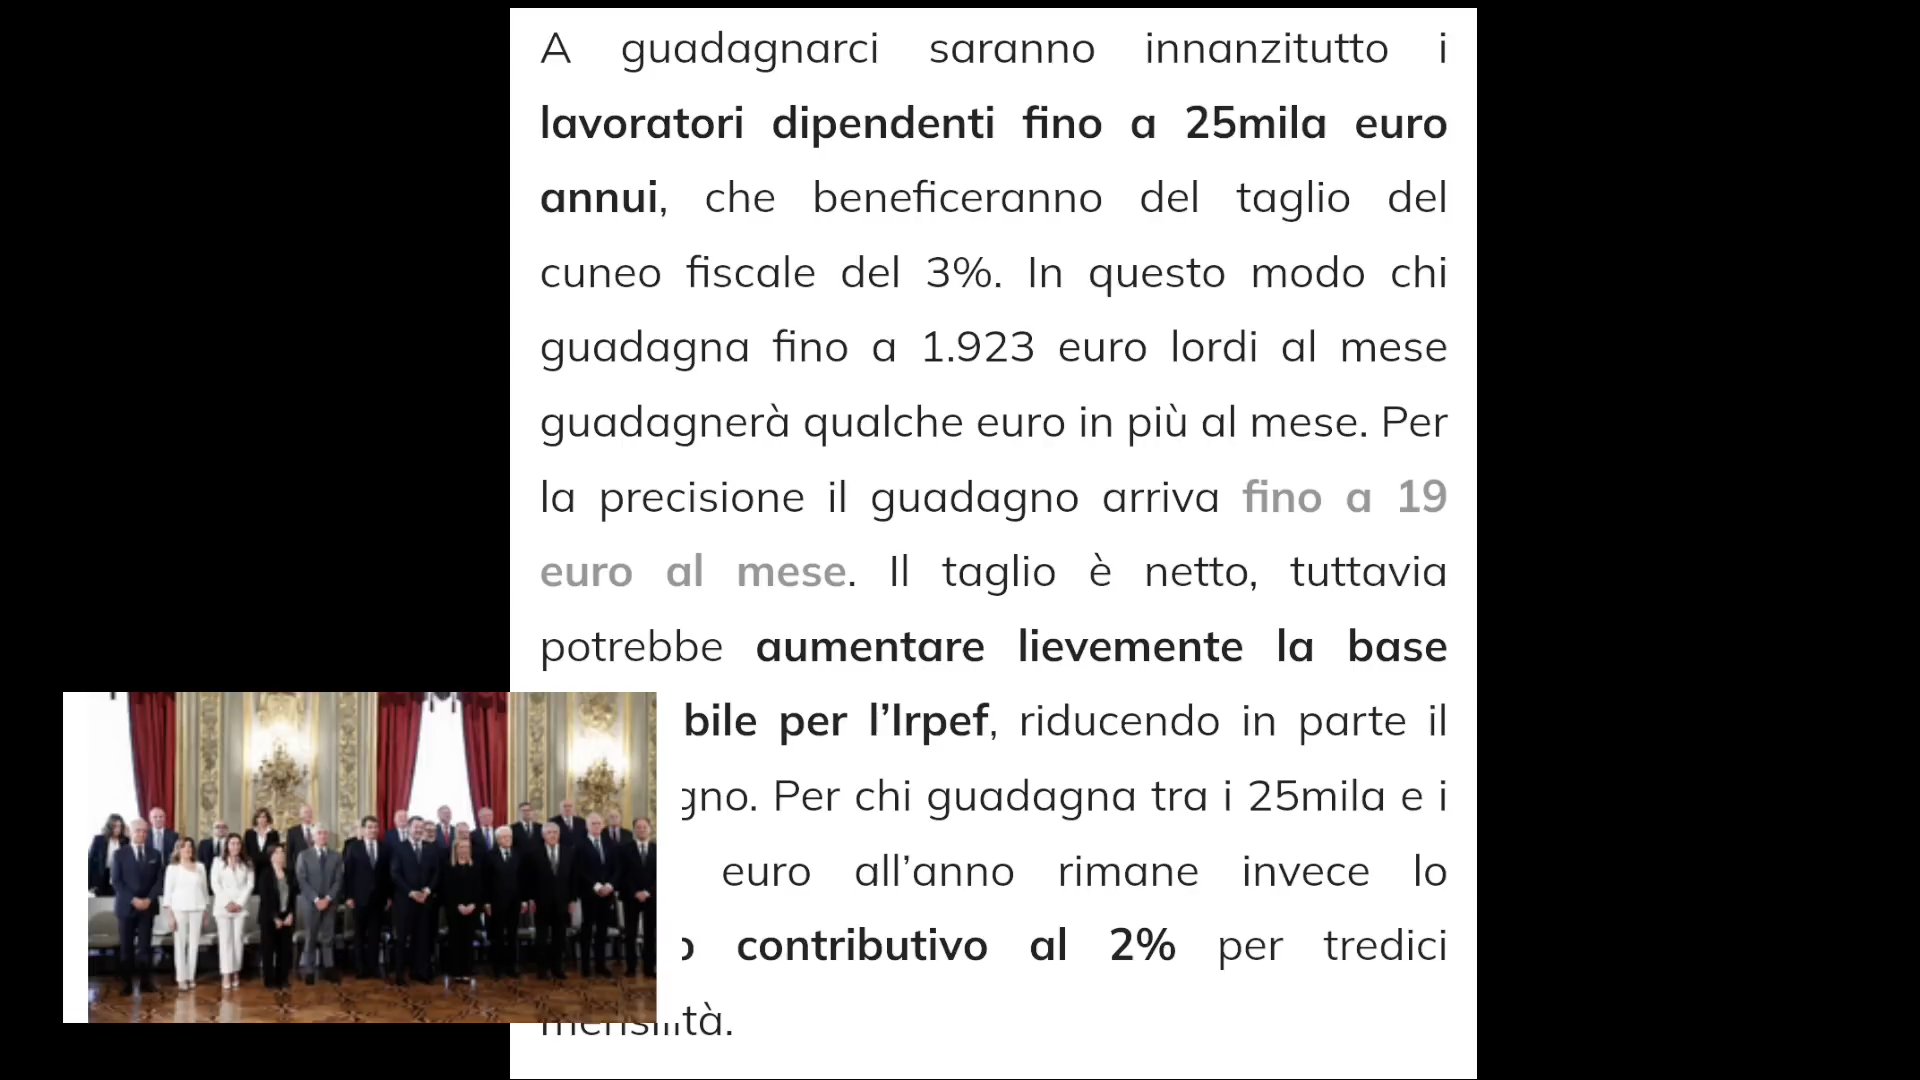 A guadagnarci saranno innanzitutto i
lavoratori dipendenti fino a 25mila euro
annui, che beneficeranno del taglio del
cuneo fiscale del 3%. In questo modo chi
guadagna fino a 1.923 euro lordi al mese
guadagnerà qualche euro in più al mese. Per
la precisione il guadagno arriva fino a 19
euro al mese. Il taglio è netto, tuttavia
potrebbe aumentare lievemente la base
bile per l'Irpef, riducendo in parte il
gno. Per chi guadagna tra i 25mila e i
euro all'anno rimane invece lo
o contributivo al 2% per tredici
mensilità.